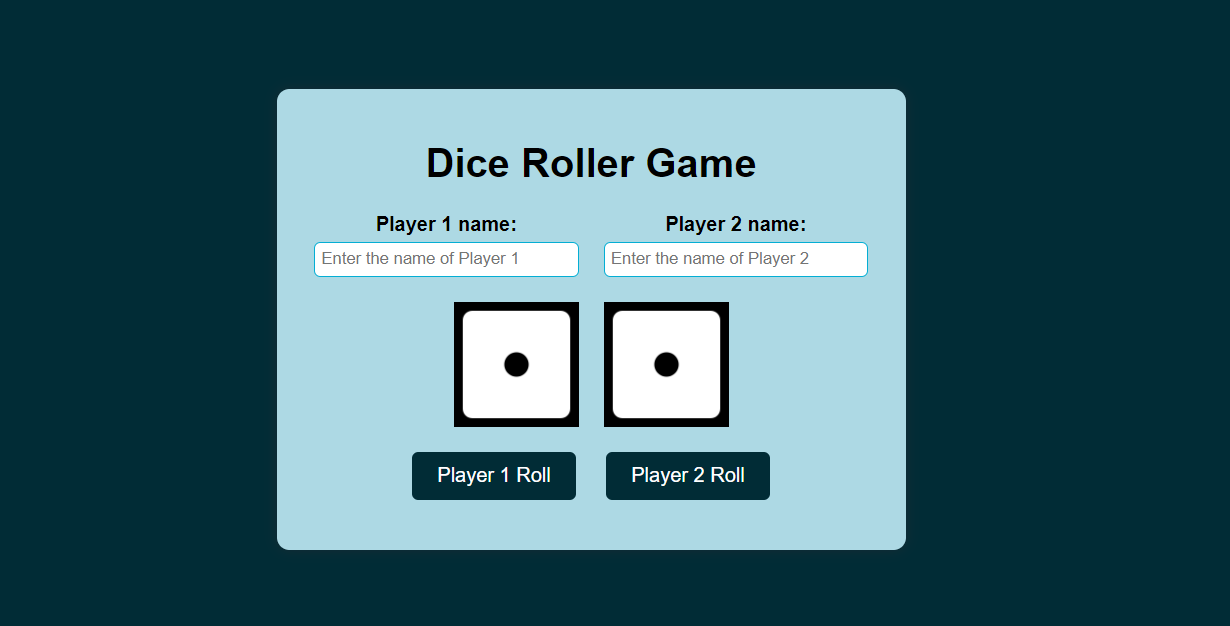 Dice Roller Game
Player 1 name: Player 2 name:
Enter the name of Player 1 Enter the name of Player 2
Player 1 Roll Player 2 Roll